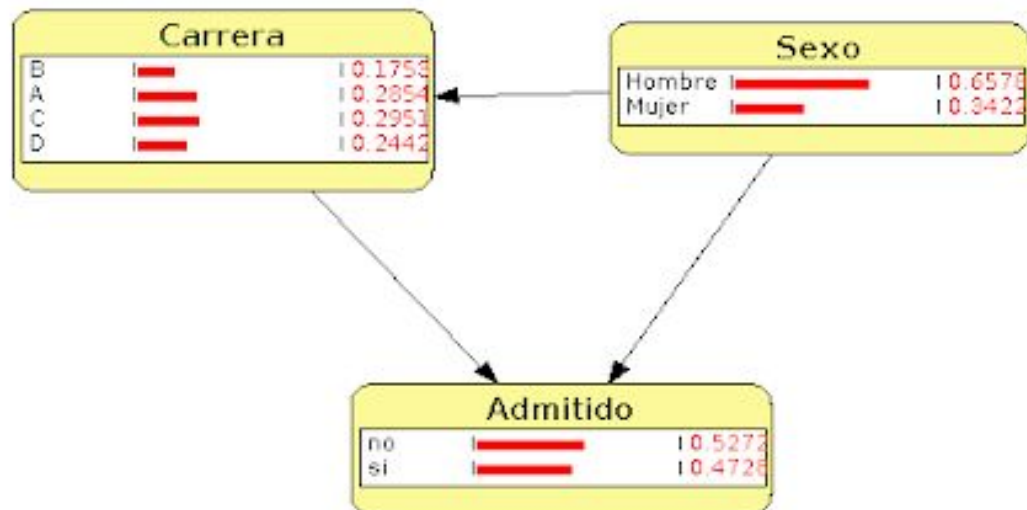 Carrera
B 0.1753
A 0.2854
C 0.2951
D 0.2442
Sexo
Hombre 0.6578
Mujer 0.3422
Admitido
no 0.5272
si 0.4728